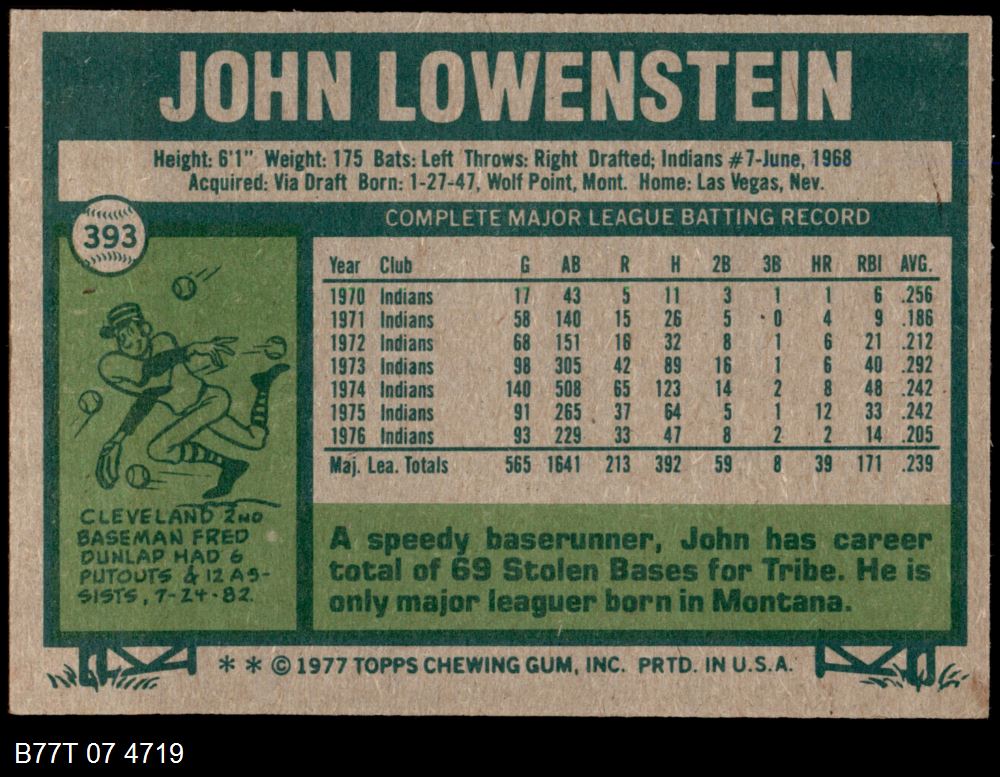 JOHN LOWENSTEIN
Height: 6'1" Weight: 175 Bats: Left Throws: Right Drafted; Indians #7-June, 1968
Acquired: Via Draft Born: 1-27-47, Wolf Point, Mont. Home: Las Vegas, Nev.
393
COMPLETE MAJOR LEAGUE BATTING RECORD
Year Club G AB R H 2B 3B HR RBI AVG.
1970 Indians 17 43 5 11 3 1 1 6 .256
1971 Indians 58 140 15 26 5 0 4 9 .186
1972 Indians 68 151 16 32 8 1 6 21 .212
1973 Indians 98 305 42 89 16 1 6 40 .292
1974 Indians 140 508 65 123 14 2 8 48 .242
1975 Indians 91 265 37 64 5 1 12 33 .242
1976 Indians 93 229 33 47 8 2 2 14 .205
Maj. Lea. Totals 565 1641 213 392 59 8 39 171 .239
CLEVELAND 2ND
BASEMAN FRED
DUNLAP HAD 6
PUTOUTS & 12 AS-
SISTS, 7-24-82.
A speedy baserunner, John has career
total of 69 Stolen Bases for Tribe. He is
only major leaguer born in Montana.
* * © 1977 TOPPS CHEWING GUM, INC. PRTD. IN U.S.A.
B77T 07 4719